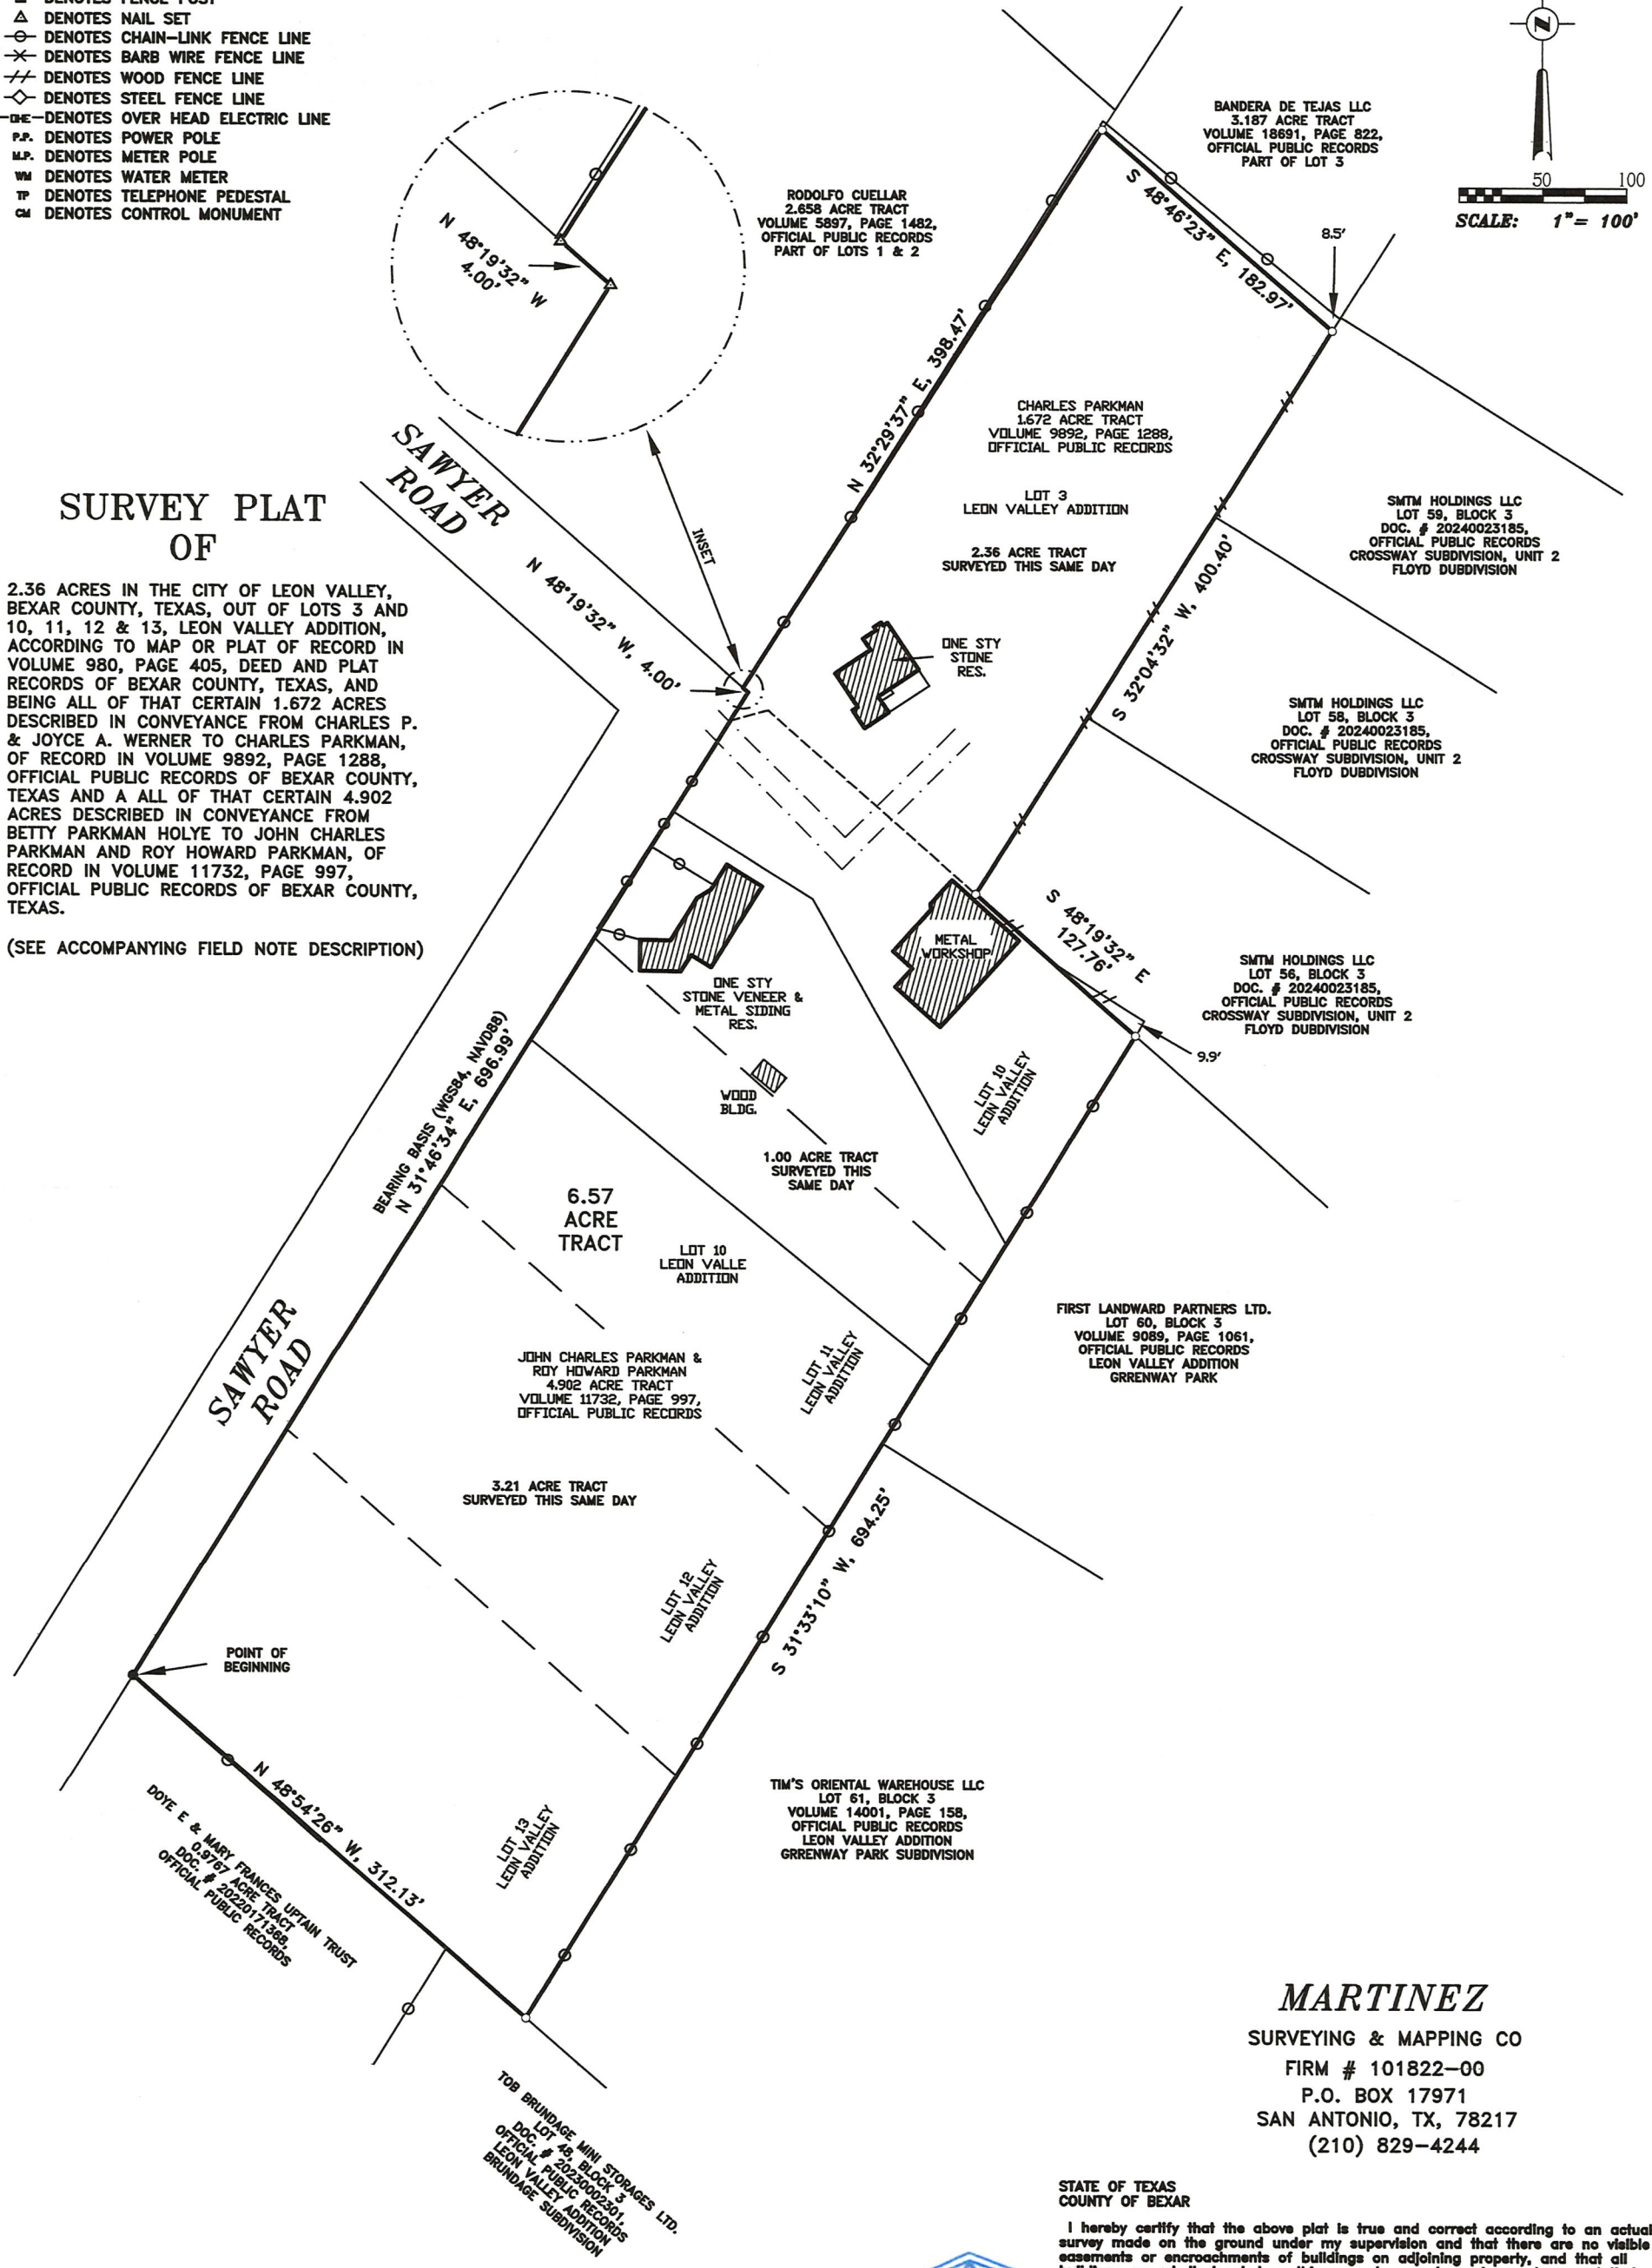 △ DENOTES NAIL SET
DENOTES CHAIN-LINK FENCE LINE
DENOTES BARB WIRE FENCE LINE
DENOTES WOOD FENCE LINE
DENOTES STEEL FENCE LINE
-OHE- DENOTES OVER HEAD ELECTRIC LINE
P.P. DENOTES POWER POLE
M.P. DENOTES METER POLE
WM DENOTES WATER METER
TP DENOTES TELEPHONE PEDESTAL
CM DENOTES CONTROL MONUMENT
N
50 100
SCALE: 1"= 100'
BANDERA DE TEJAS LLC
3.187 ACRE TRACT
VOLUME 18691, PAGE 822,
OFFICIAL PUBLIC RECORDS
PART OF LOT 3
RODOLFO CUELLAR
2.658 ACRE TRACT
VOLUME 5897, PAGE 1482,
OFFICIAL PUBLIC RECORDS
PART OF LOTS 1 & 2
N 48°19'32" W
4.00'
S 48°46'23" E, 182.97'
8.5'
N 32°29'37" E, 398.47'
CHARLES PARKMAN
1.672 ACRE TRACT
VOLUME 9892, PAGE 1288,
OFFICIAL PUBLIC RECORDS
LOT 3
LEON VALLEY ADDITION
2.36 ACRE TRACT
SURVEYED THIS SAME DAY
SAWYER
ROAD
INSET
N 48°19'32" W, 4.00'
SURVEY PLAT
OF
2.36 ACRES IN THE CITY OF LEON VALLEY,
BEXAR COUNTY, TEXAS, OUT OF LOTS 3 AND
10, 11, 12 & 13, LEON VALLEY ADDITION,
ACCORDING TO MAP OR PLAT OF RECORD IN
VOLUME 980, PAGE 405, DEED AND PLAT
RECORDS OF BEXAR COUNTY, TEXAS, AND
BEING ALL OF THAT CERTAIN 1.672 ACRES
DESCRIBED IN CONVEYANCE FROM CHARLES P.
& JOYCE A. WERNER TO CHARLES PARKMAN,
OF RECORD IN VOLUME 9892, PAGE 1288,
OFFICIAL PUBLIC RECORDS OF BEXAR COUNTY,
TEXAS AND A ALL OF THAT CERTAIN 4.902
ACRES DESCRIBED IN CONVEYANCE FROM
BETTY PARKMAN HOLYE TO JOHN CHARLES
PARKMAN AND ROY HOWARD PARKMAN, OF
RECORD IN VOLUME 11732, PAGE 997,
OFFICIAL PUBLIC RECORDS OF BEXAR COUNTY,
TEXAS.
(SEE ACCOMPANYING FIELD NOTE DESCRIPTION)
SMTM HOLDINGS LLC
LOT 59, BLOCK 3
DOC. # 20240023185,
OFFICIAL PUBLIC RECORDS
CROSSWAY SUBDIVISION, UNIT 2
FLOYD DUBDIVISION
ONE STY
STONE
RES.
S 32°04'32" W, 400.40'
SMTM HOLDINGS LLC
LOT 58, BLOCK 3
DOC. # 20240023185,
OFFICIAL PUBLIC RECORDS
CROSSWAY SUBDIVISION, UNIT 2
FLOYD DUBDIVISION
S 48°19'32" E
127.76'
METAL
WORKSHOP
SMTM HOLDINGS LLC
LOT 56, BLOCK 3
DOC. # 20240023185,
OFFICIAL PUBLIC RECORDS
CROSSWAY SUBDIVISION, UNIT 2
FLOYD DUBDIVISION
9.9'
ONE STY
STONE VENEER &
METAL SIDING
RES.
WOOD
BLDG.
LOT 10
LEON VALLEY
ADDITION
BEARING BASIS (WGS84, NAVD88)
N 31°46'34" E, 696.99'
1.00 ACRE TRACT
SURVEYED THIS
SAME DAY
6.57
ACRE
TRACT
LOT 10
LEON VALLE
ADDITION
SAWYER
ROAD
JOHN CHARLES PARKMAN &
ROY HOWARD PARKMAN
4.902 ACRE TRACT
VOLUME 11732, PAGE 997,
OFFICIAL PUBLIC RECORDS
LOT 11
LEON VALLEY
ADDITION
FIRST LANDWARD PARTNERS LTD.
LOT 60, BLOCK 3
VOLUME 9089, PAGE 1061,
OFFICIAL PUBLIC RECORDS
LEON VALLEY ADDITION
GRRENWAY PARK
3.21 ACRE TRACT
SURVEYED THIS SAME DAY
S 31°33'10" W, 694.25'
LOT 12
LEON VALLEY
ADDITION
POINT OF
BEGINNING
N 48°54'26" W, 312.13'
DOYE E & MARY FRANCES UPTAIN TRUST
0.9767 ACRE TRACT
DOC. # 20220171368,
OFFICIAL PUBLIC RECORDS
LOT 13
LEON VALLEY
ADDITION
TIM'S ORIENTAL WAREHOUSE LLC
LOT 61, BLOCK 3
VOLUME 14001, PAGE 158,
OFFICIAL PUBLIC RECORDS
LEON VALLEY ADDITION
GRRENWAY PARK SUBDIVISION
TOB BRUNDAGE MINI STORAGES LTD.
LOT 48, BLOCK 3
DOC. # 20230002301,
OFFICIAL PUBLIC RECORDS
LEON VALLEY ADDITION
BRUNDAGE SUBDIVISION
MARTINEZ
SURVEYING & MAPPING CO
FIRM # 101822-00
P.O. BOX 17971
SAN ANTONIO, TX, 78217
(210) 829-4244
STATE OF TEXAS
COUNTY OF BEXAR
I hereby certify that the above plat is true and correct according to an actual
survey made on the ground under my supervision and that there are no visible
easements or encroachments of buildings on adjoining property, and that all